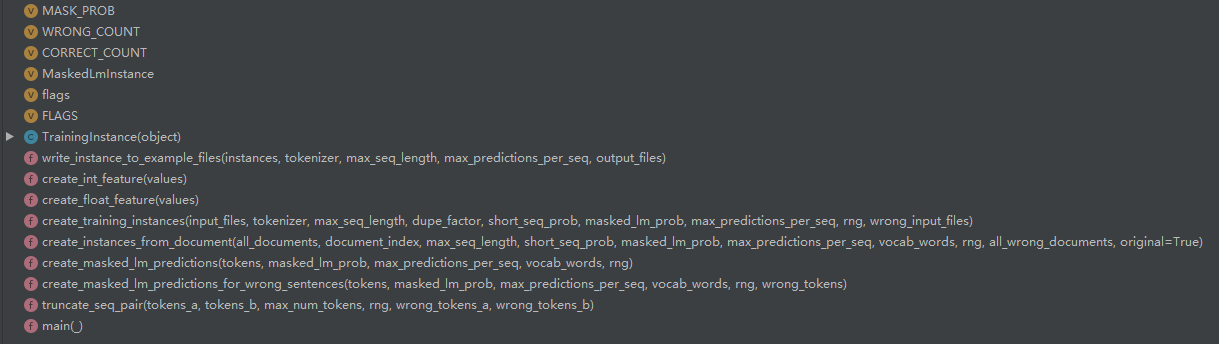 MASK_PROB
WRONG_COUNT
CORRECT_COUNT
MaskedLmInstance
flags
FLAGS
TrainingInstance(object)
write_instance_to_example_files(instances, tokenizer, max_seq_length, max_predictions_per_seq, output_files)
create_int_feature(values)
create_float_feature(values)
create_training_instances(input_files, tokenizer, max_seq_length, dupe_factor, short_seq_prob, masked_lm_prob, max_predictions_per_seq, rng, wrong_input_files)
create_instances_from_document(all_documents, document_index, max_seq_length, short_seq_prob, masked_lm_prob, max_predictions_per_seq, vocab_words, rng, all_wrong_documents, original=True)
create_masked_lm_predictions(tokens, masked_lm_prob, max_predictions_per_seq, vocab_words, rng)
create_masked_lm_predictions_for_wrong_sentences(tokens, masked_lm_prob, max_predictions_per_seq, vocab_words, rng, wrong_tokens)
truncate_seq_pair(tokens_a, tokens_b, max_num_tokens, rng, wrong_tokens_a, wrong_tokens_b)
main(_)